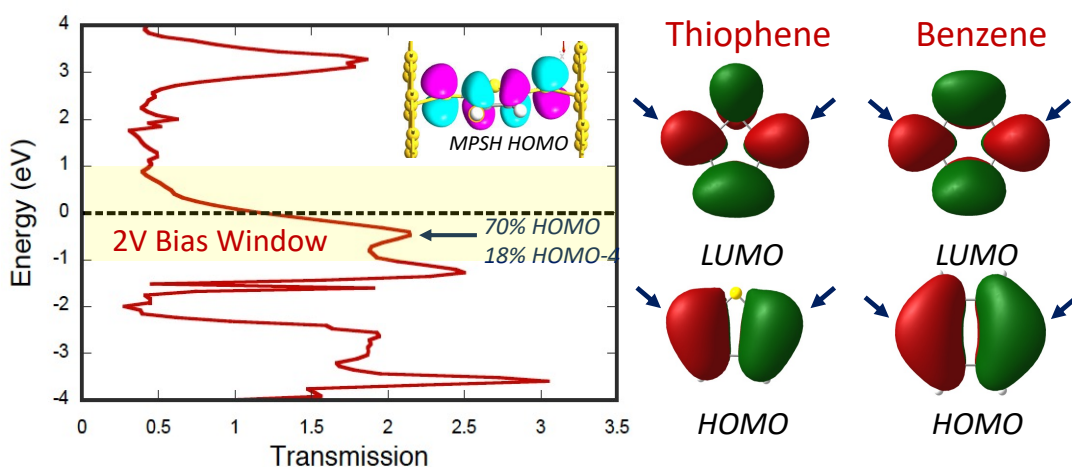 4
3
2
1
0
-1
-2
-3
-4
Energy (eV)
0
0.5
1
1.5
2
2.5
3
3.5
Transmission
MPSH HOMO
2V Bias Window
70% HOMO
18% HOMO-4
Thiophene
Benzene
LUMO
LUMO
HOMO
HOMO